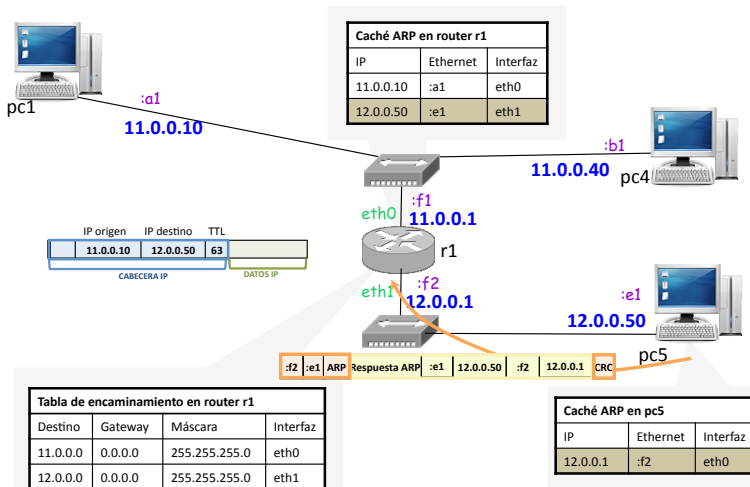 Caché ARP en router r1
IP Ethernet Interfaz
11.0.0.10 :a1 eth0
12.0.0.50 :e1 eth1
pc1
:a1
11.0.0.10
:b1
11.0.0.40
pc4
:f1
eth0
11.0.0.1
r1
IP origen IP destino TTL
11.0.0.10 12.0.0.50 63
CABECERA IP DATOS IP
eth1
:f2
12.0.0.1
:e1
12.0.0.50
pc5
:f2 :e1 ARP Respuesta ARP :e1 12.0.0.50 :f2 12.0.0.1 CRC
Tabla de encaminamiento en router r1
Destino Gateway Máscara Interfaz
11.0.0.0 0.0.0.0 255.255.255.0 eth0
12.0.0.0 0.0.0.0 255.255.255.0 eth1
Caché ARP en pc5
IP Ethernet Interfaz
12.0.0.1 :f2 eth0